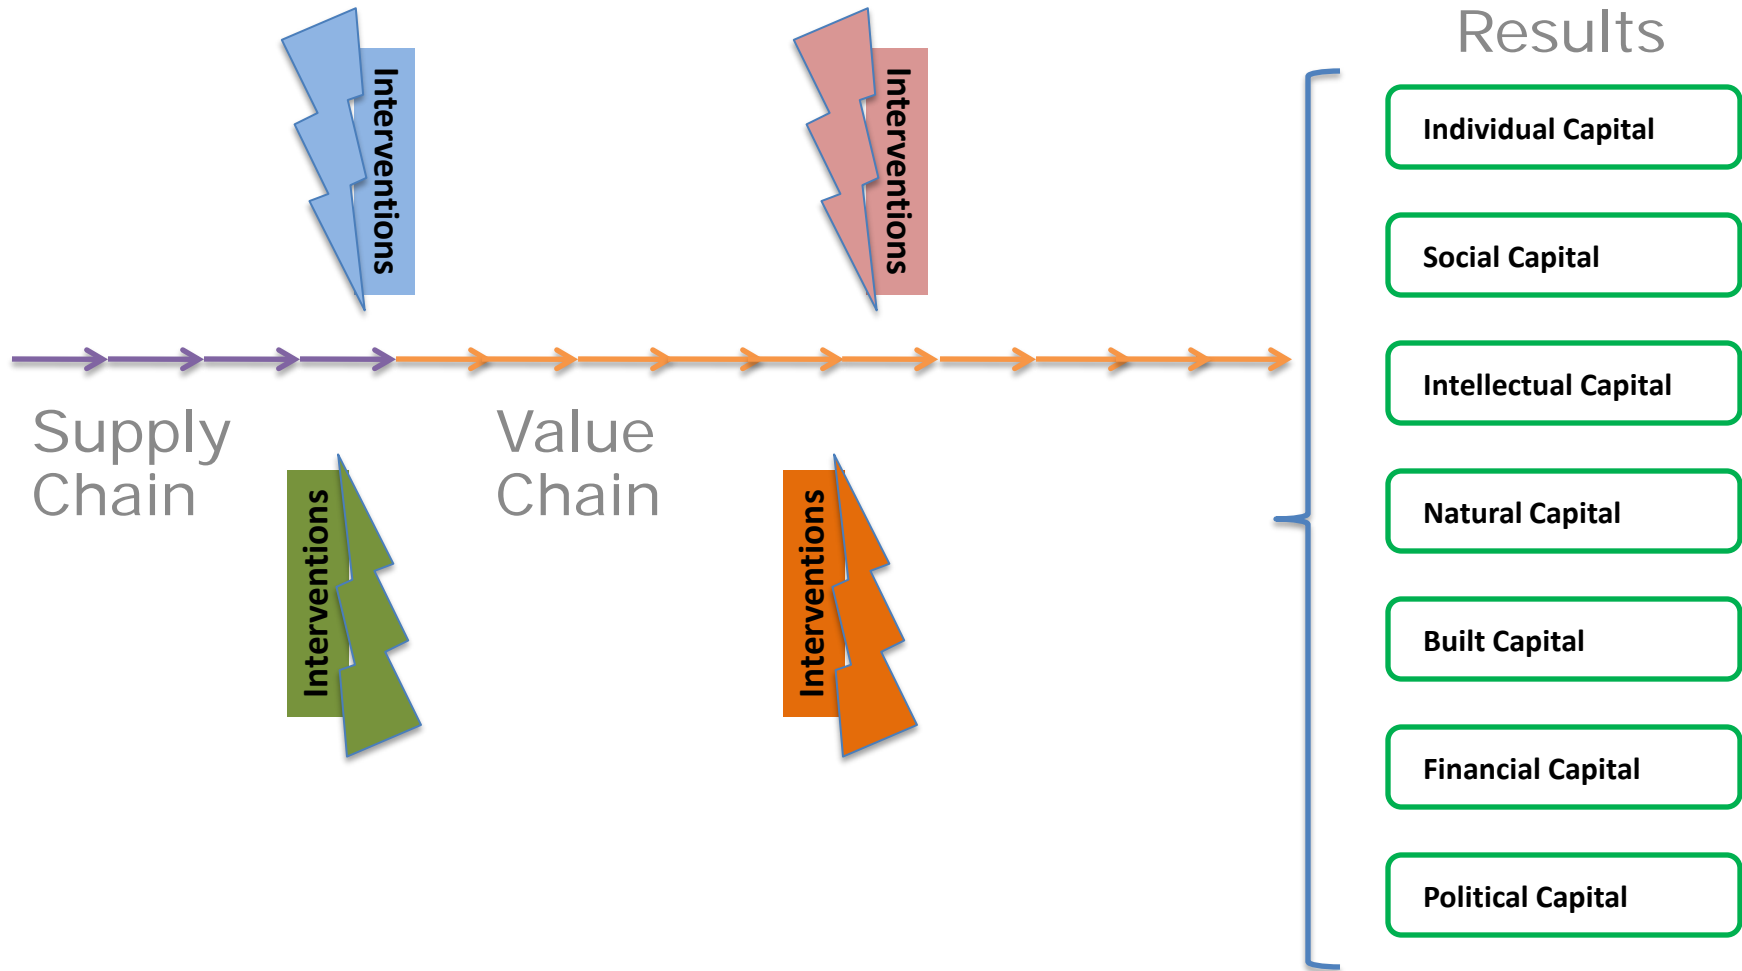 Interventions
Interventions
Results
Individual Capital
Social Capital
Intellectual Capital
Supply
Chain
Value
Chain
Interventions
Interventions
Natural Capital
Built Capital
Financial Capital
Political Capital